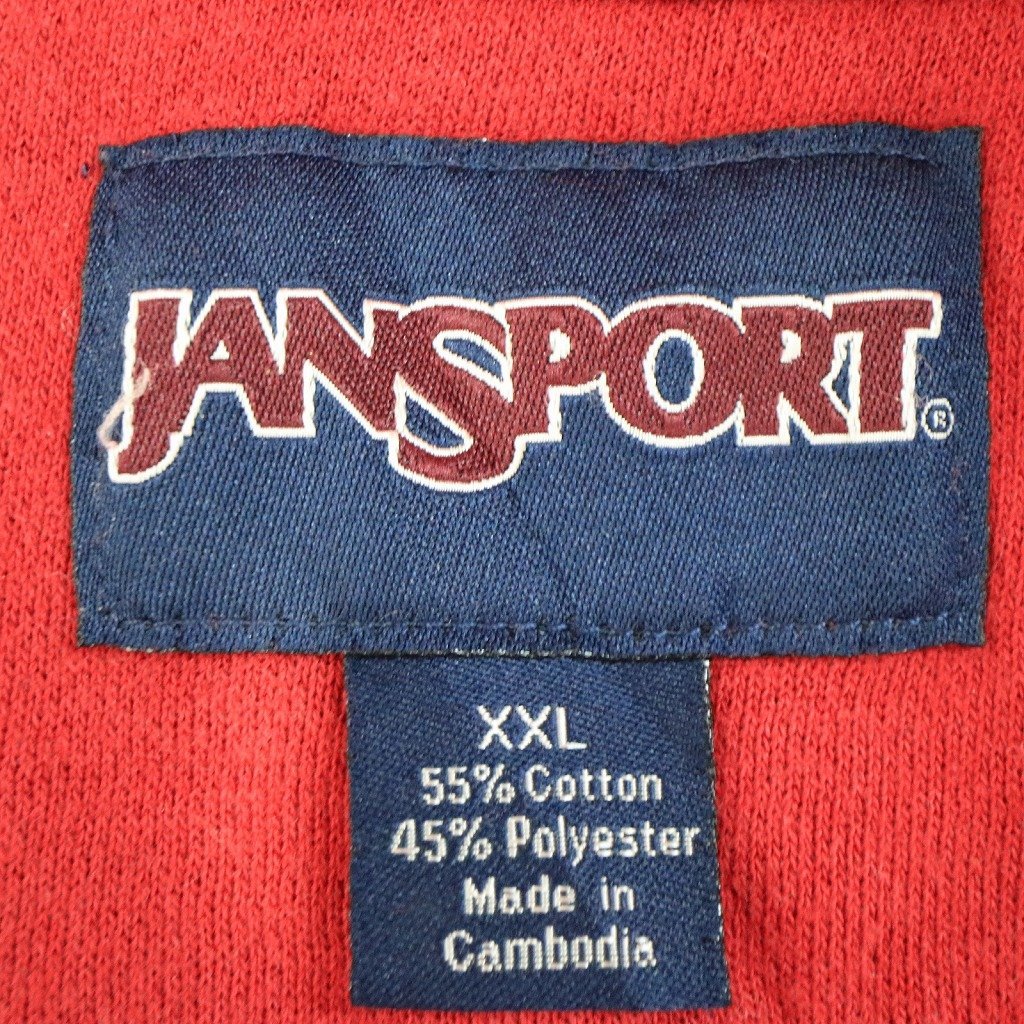 JANSPORT®
XXL
55% Cotton
45% Polyester
Made in
Cambodia